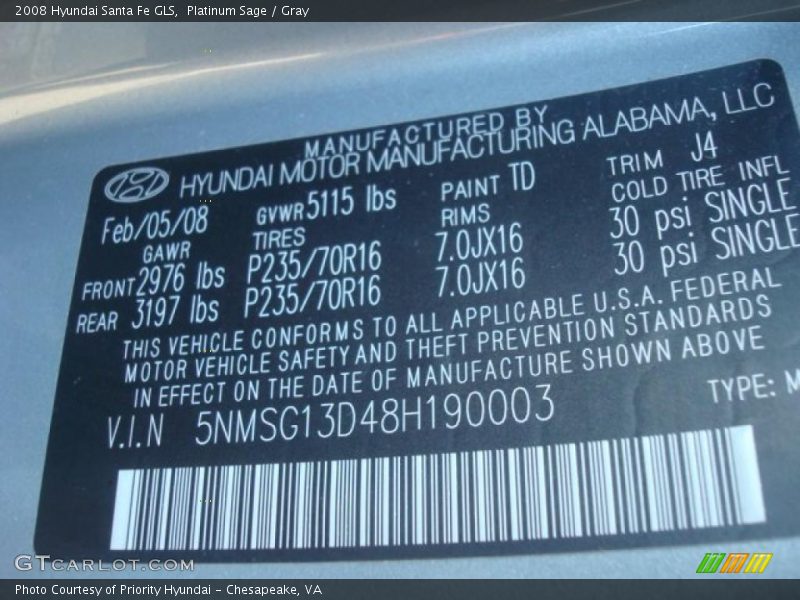 2008 Hyundai Santa Fe GLS, Platinum Sage / Gray
MANUFACTURED BY
HYUNDAI MOTOR MANUFACTURING ALABAMA, LLC
Feb/05/08 GVWR 5115 lbs PAINT TD TRIM J4
GAWR TIRES RIMS COLD TIRE INFL
FRONT 2976 lbs P235/70R16 7.0JX16 30 psi SINGLE
REAR 3197 lbs P235/70R16 7.0JX16 30 psi SINGLE
THIS VEHICLE CONFORMS TO ALL APPLICABLE U.S.A. FEDERAL
MOTOR VEHICLE SAFETY AND THEFT PREVENTION STANDARDS
IN EFFECT ON THE DATE OF MANUFACTURE SHOWN ABOVE
V.I.N 5NMSG13D48H190003 TYPE: M
GTCARLOT.COM
Photo Courtesy of Priority Hyundai - Chesapeake, VA